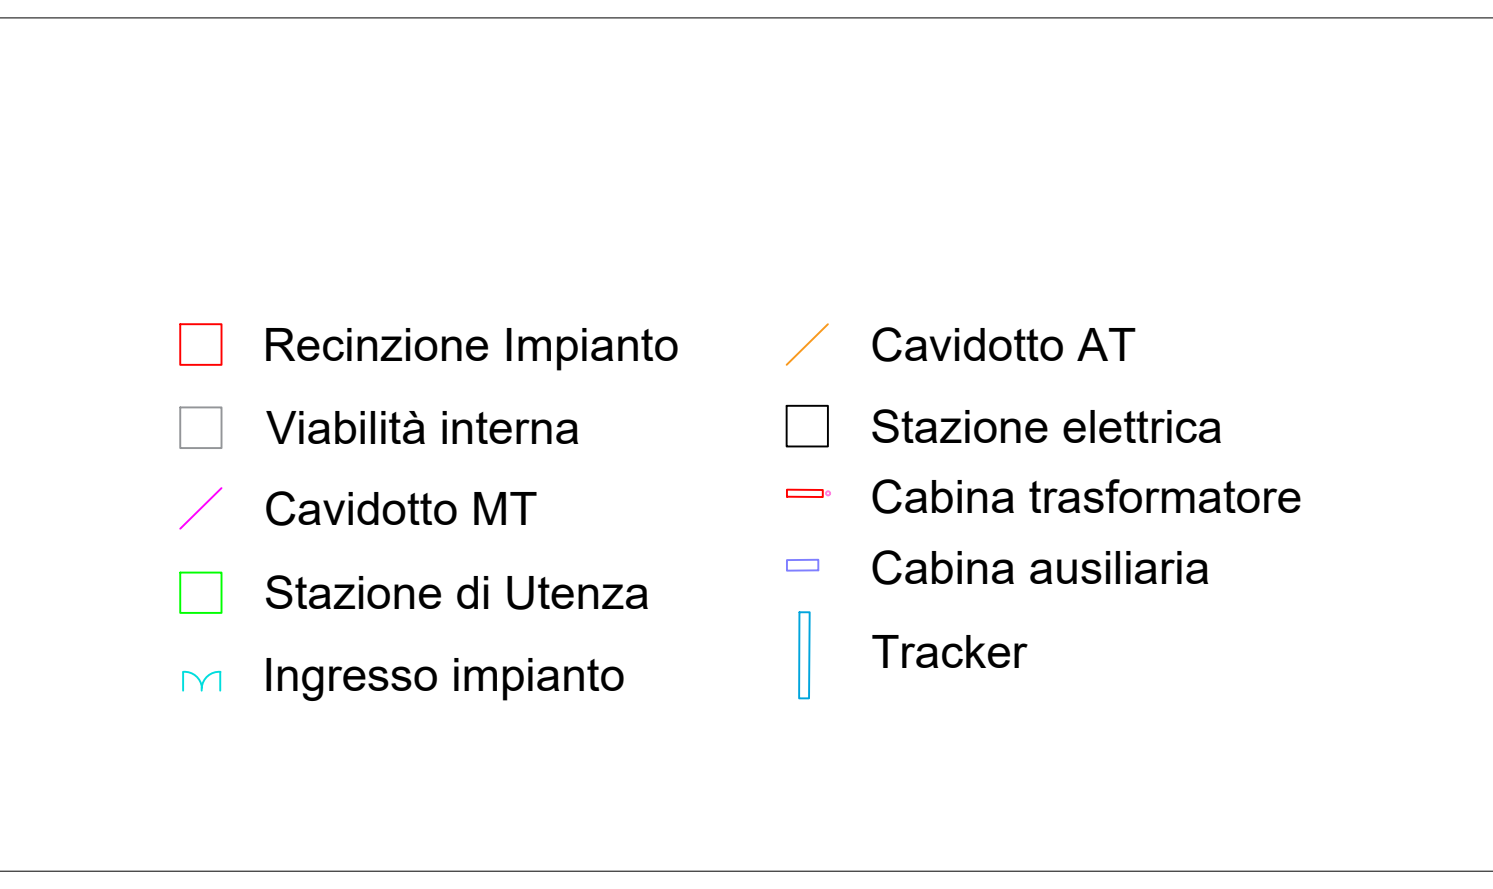 Recinzione Impianto
Viabilità interna
Cavidotto MT
Stazione di Utenza
Ingresso impianto
Cavidotto AT
Stazione elettrica
Cabina trasformatore
Cabina ausiliaria
Tracker